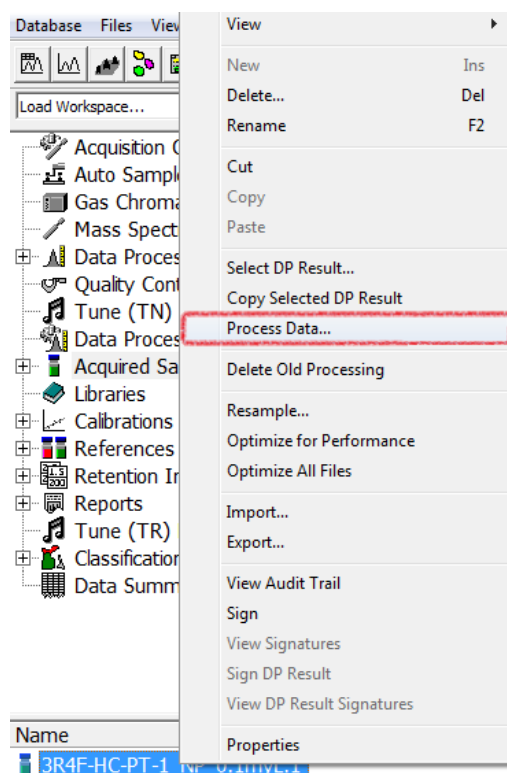 Database Files View
Load Workspace...
Acquisition
Auto Sampl
Gas Chroma
Mass Spect
Data Proces
Quality Cont
Tune (TN)
Data Proces
Acquired Sa
Libraries
Calibrations
References
Retention In
Reports
Tune (TR)
Classification
Data Summ
Name
3R4F-HC-PT-1 NP 0.1mvL:1
View
New Ins
Delete... Del
Rename F2
Cut
Copy
Paste
Select DP Result...
Copy Selected DP Result
Process Data...
Delete Old Processing
Resample...
Optimize for Performance
Optimize All Files
Import...
Export...
View Audit Trail
Sign
View Signatures
Sign DP Result
View DP Result Signatures
Properties